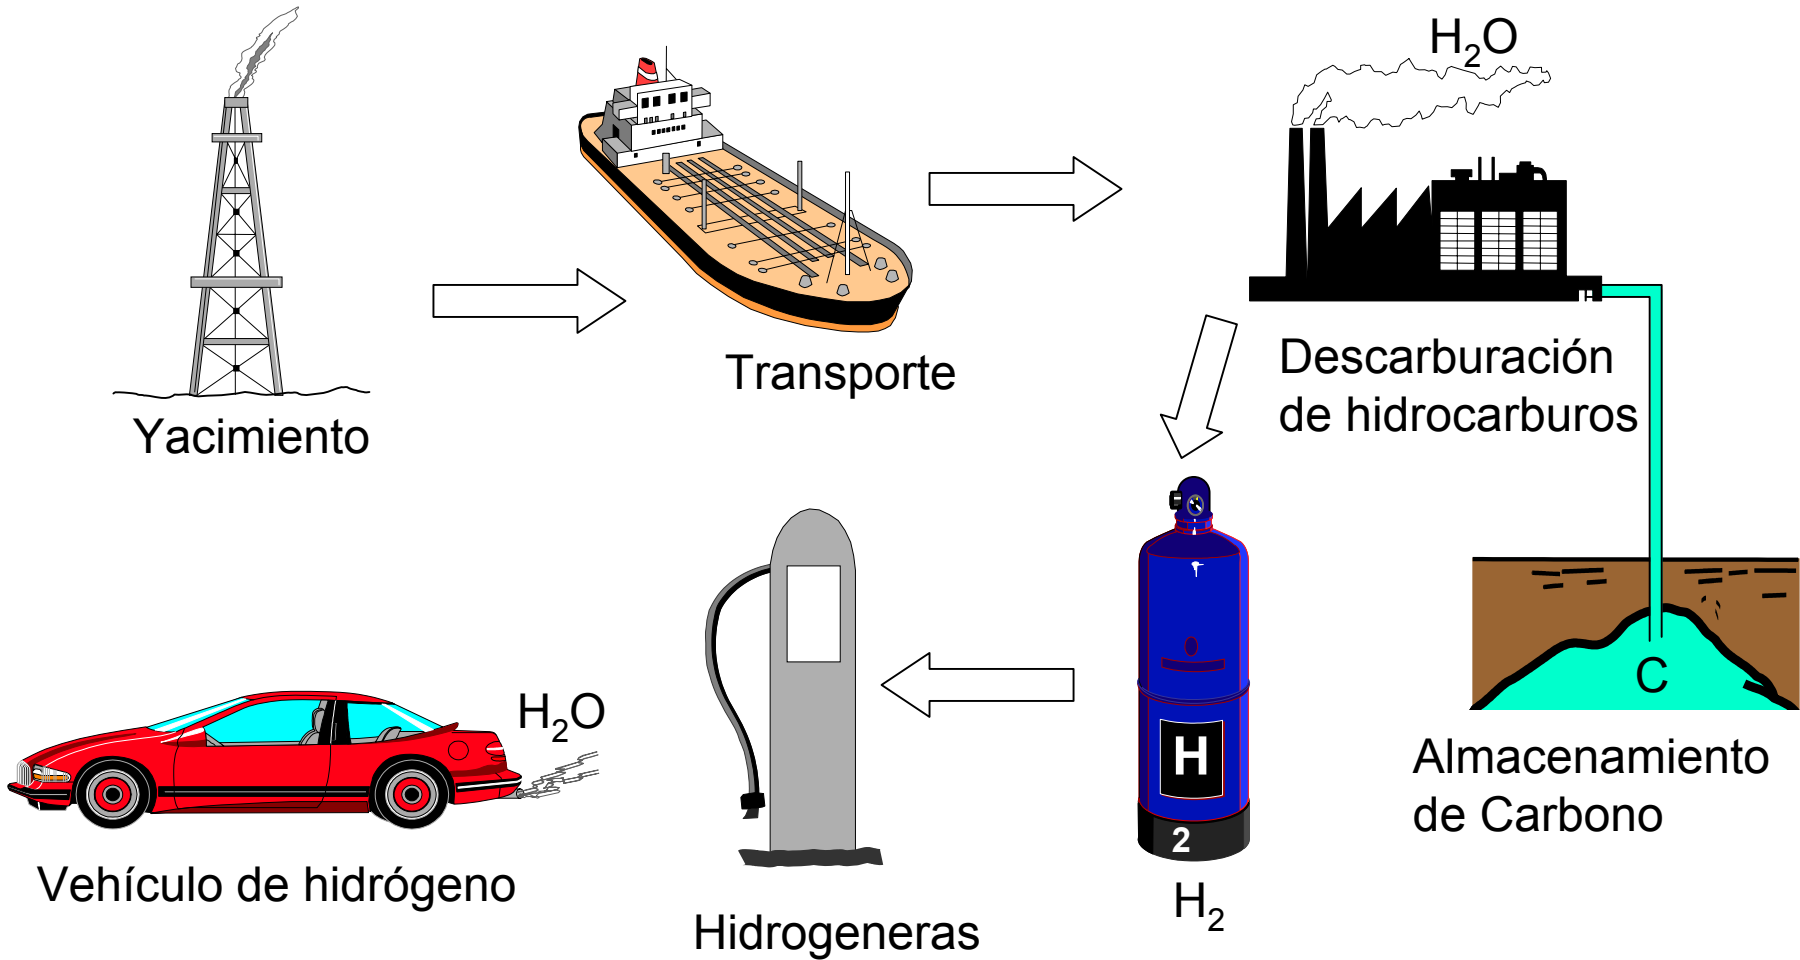 H₂O
Transporte
Descarburación
de hidrocarburos
Yacimiento
C
H₂O
H
2
Almacenamiento
de Carbono
Vehículo de hidrógeno
Hidrogeneras
H₂